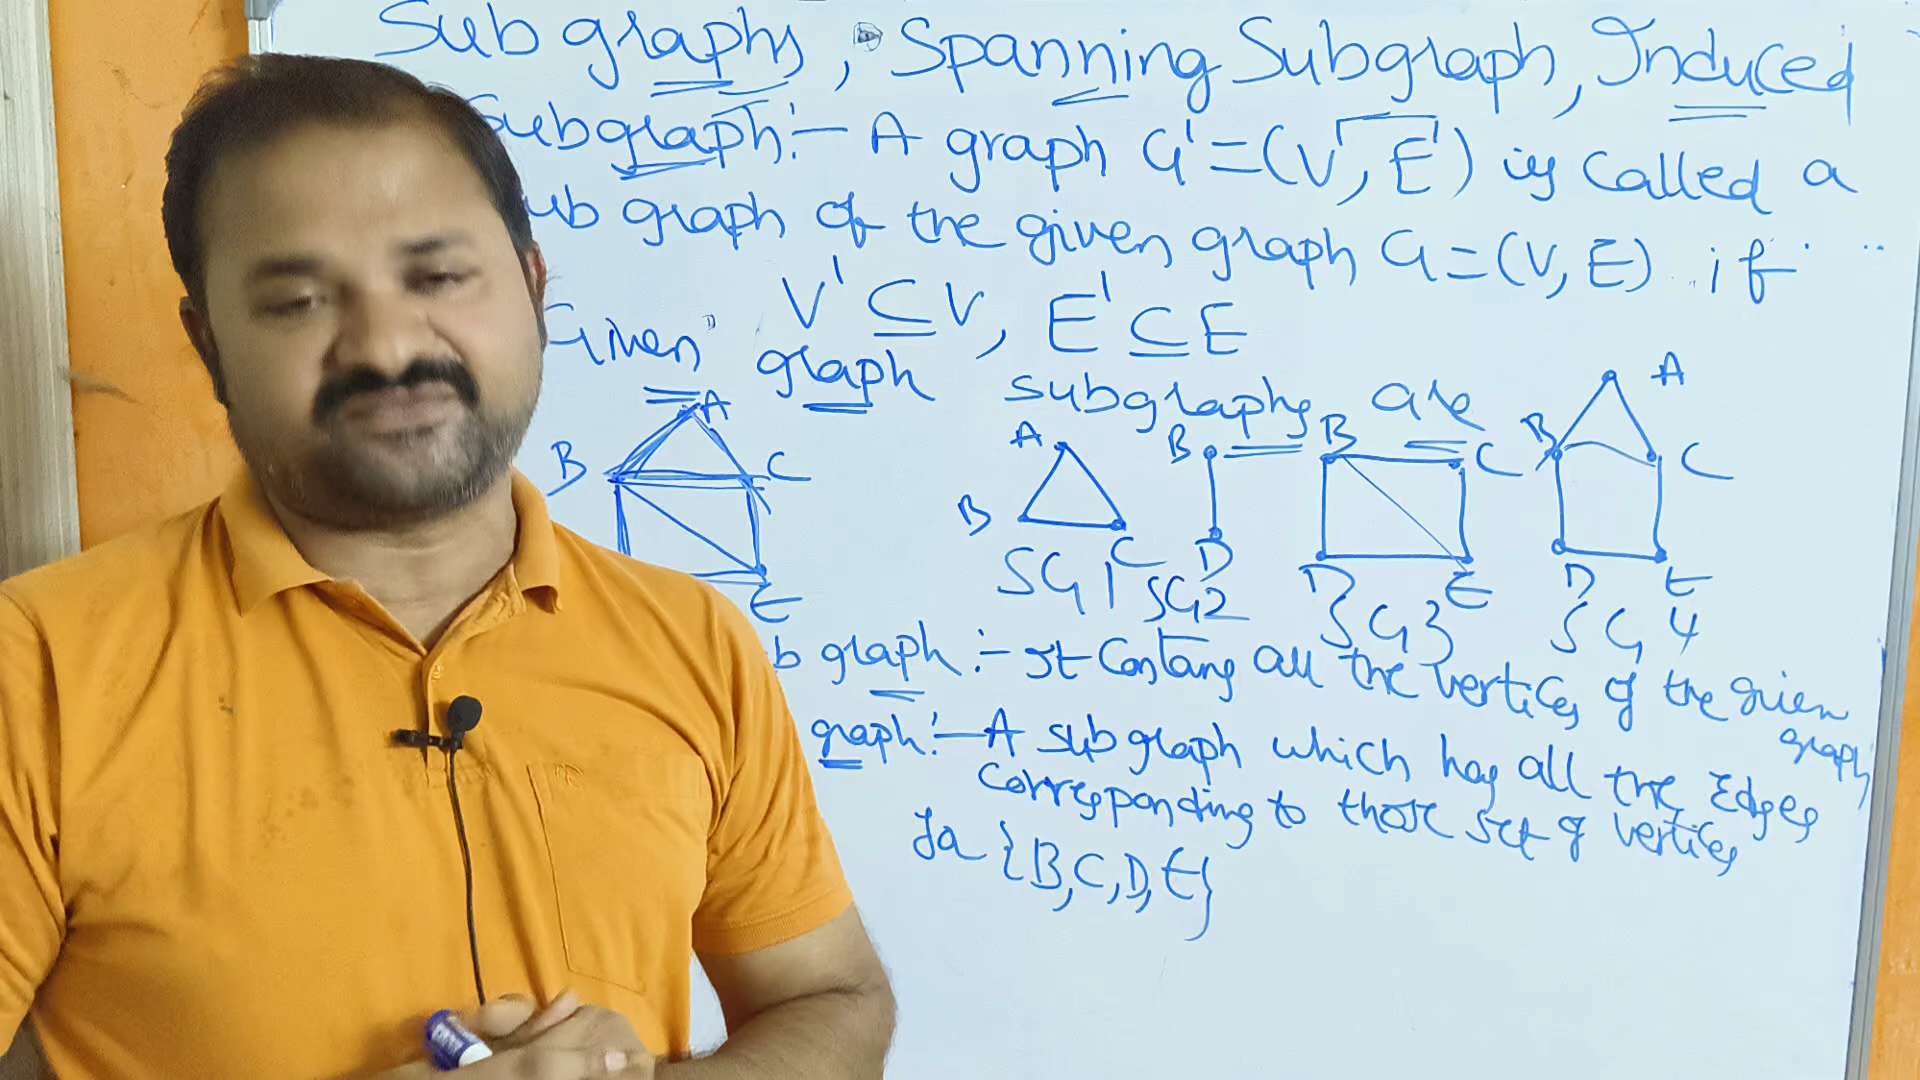 Sub graphs, Spanning Subgraph, Induced
Subgraph:- A graph G'=(V', E') is called a
ub graph of the given graph G=(V, E) if
V' ⊆ V, E' ⊆ E
Given graph subgraphs are
A
B C
E
A
B C
SG1
B
D
SG2
B C
D E
SG3
A
B C
D E
SG4
b graph :- It Contains all the vertices of the given
graph
graph:- A subgraph which has all the Edges
Corresponding to those set of vertices
{B,C,D,E}